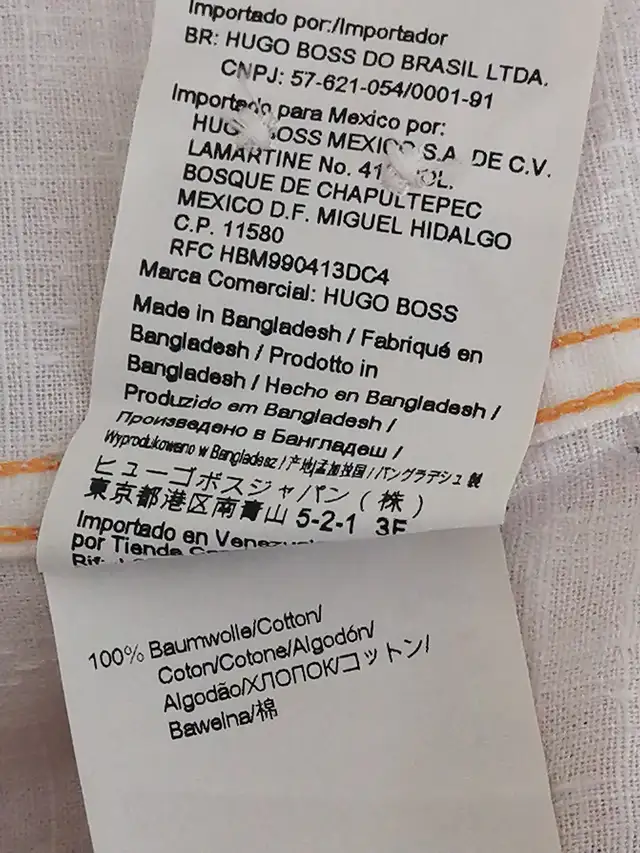 Importado por:/Importador
BR: HUGO BOSS DO BRASIL LTDA.
CNPJ: 57-621-054/0001-91
Importado para Mexico por:
HUGO BOSS MEXICO S.A. DE C.V.
LAMARTINE No. 41
BOSQUE DE CHAPULTEPEC
MEXICO D.F. MIGUEL HIDALGO
C.P. 11580
RFC HBM990413DC4
Marca Comercial: HUGO BOSS
Made in Bangladesh / Fabriqué en
Bangladesh / Prodotto in
Bangladesh / Hecho en Bangladesh /
Produzido em Bangladesh /
Произведено в Бангладеш /
Wyprodukowano w Bangladesz / 产地孟加拉国 / バングラデシュ 製
ヒューゴボスジャパン（株）
東京都港区南青山 5-2-1 3F
Importado en Venezuela
por Tienda
Rif:
100% Baumwolle/Cotton/
Coton/Cotone/Algodón/
Algodão/ХЛОПОК/コットン/
Bawełna/棉